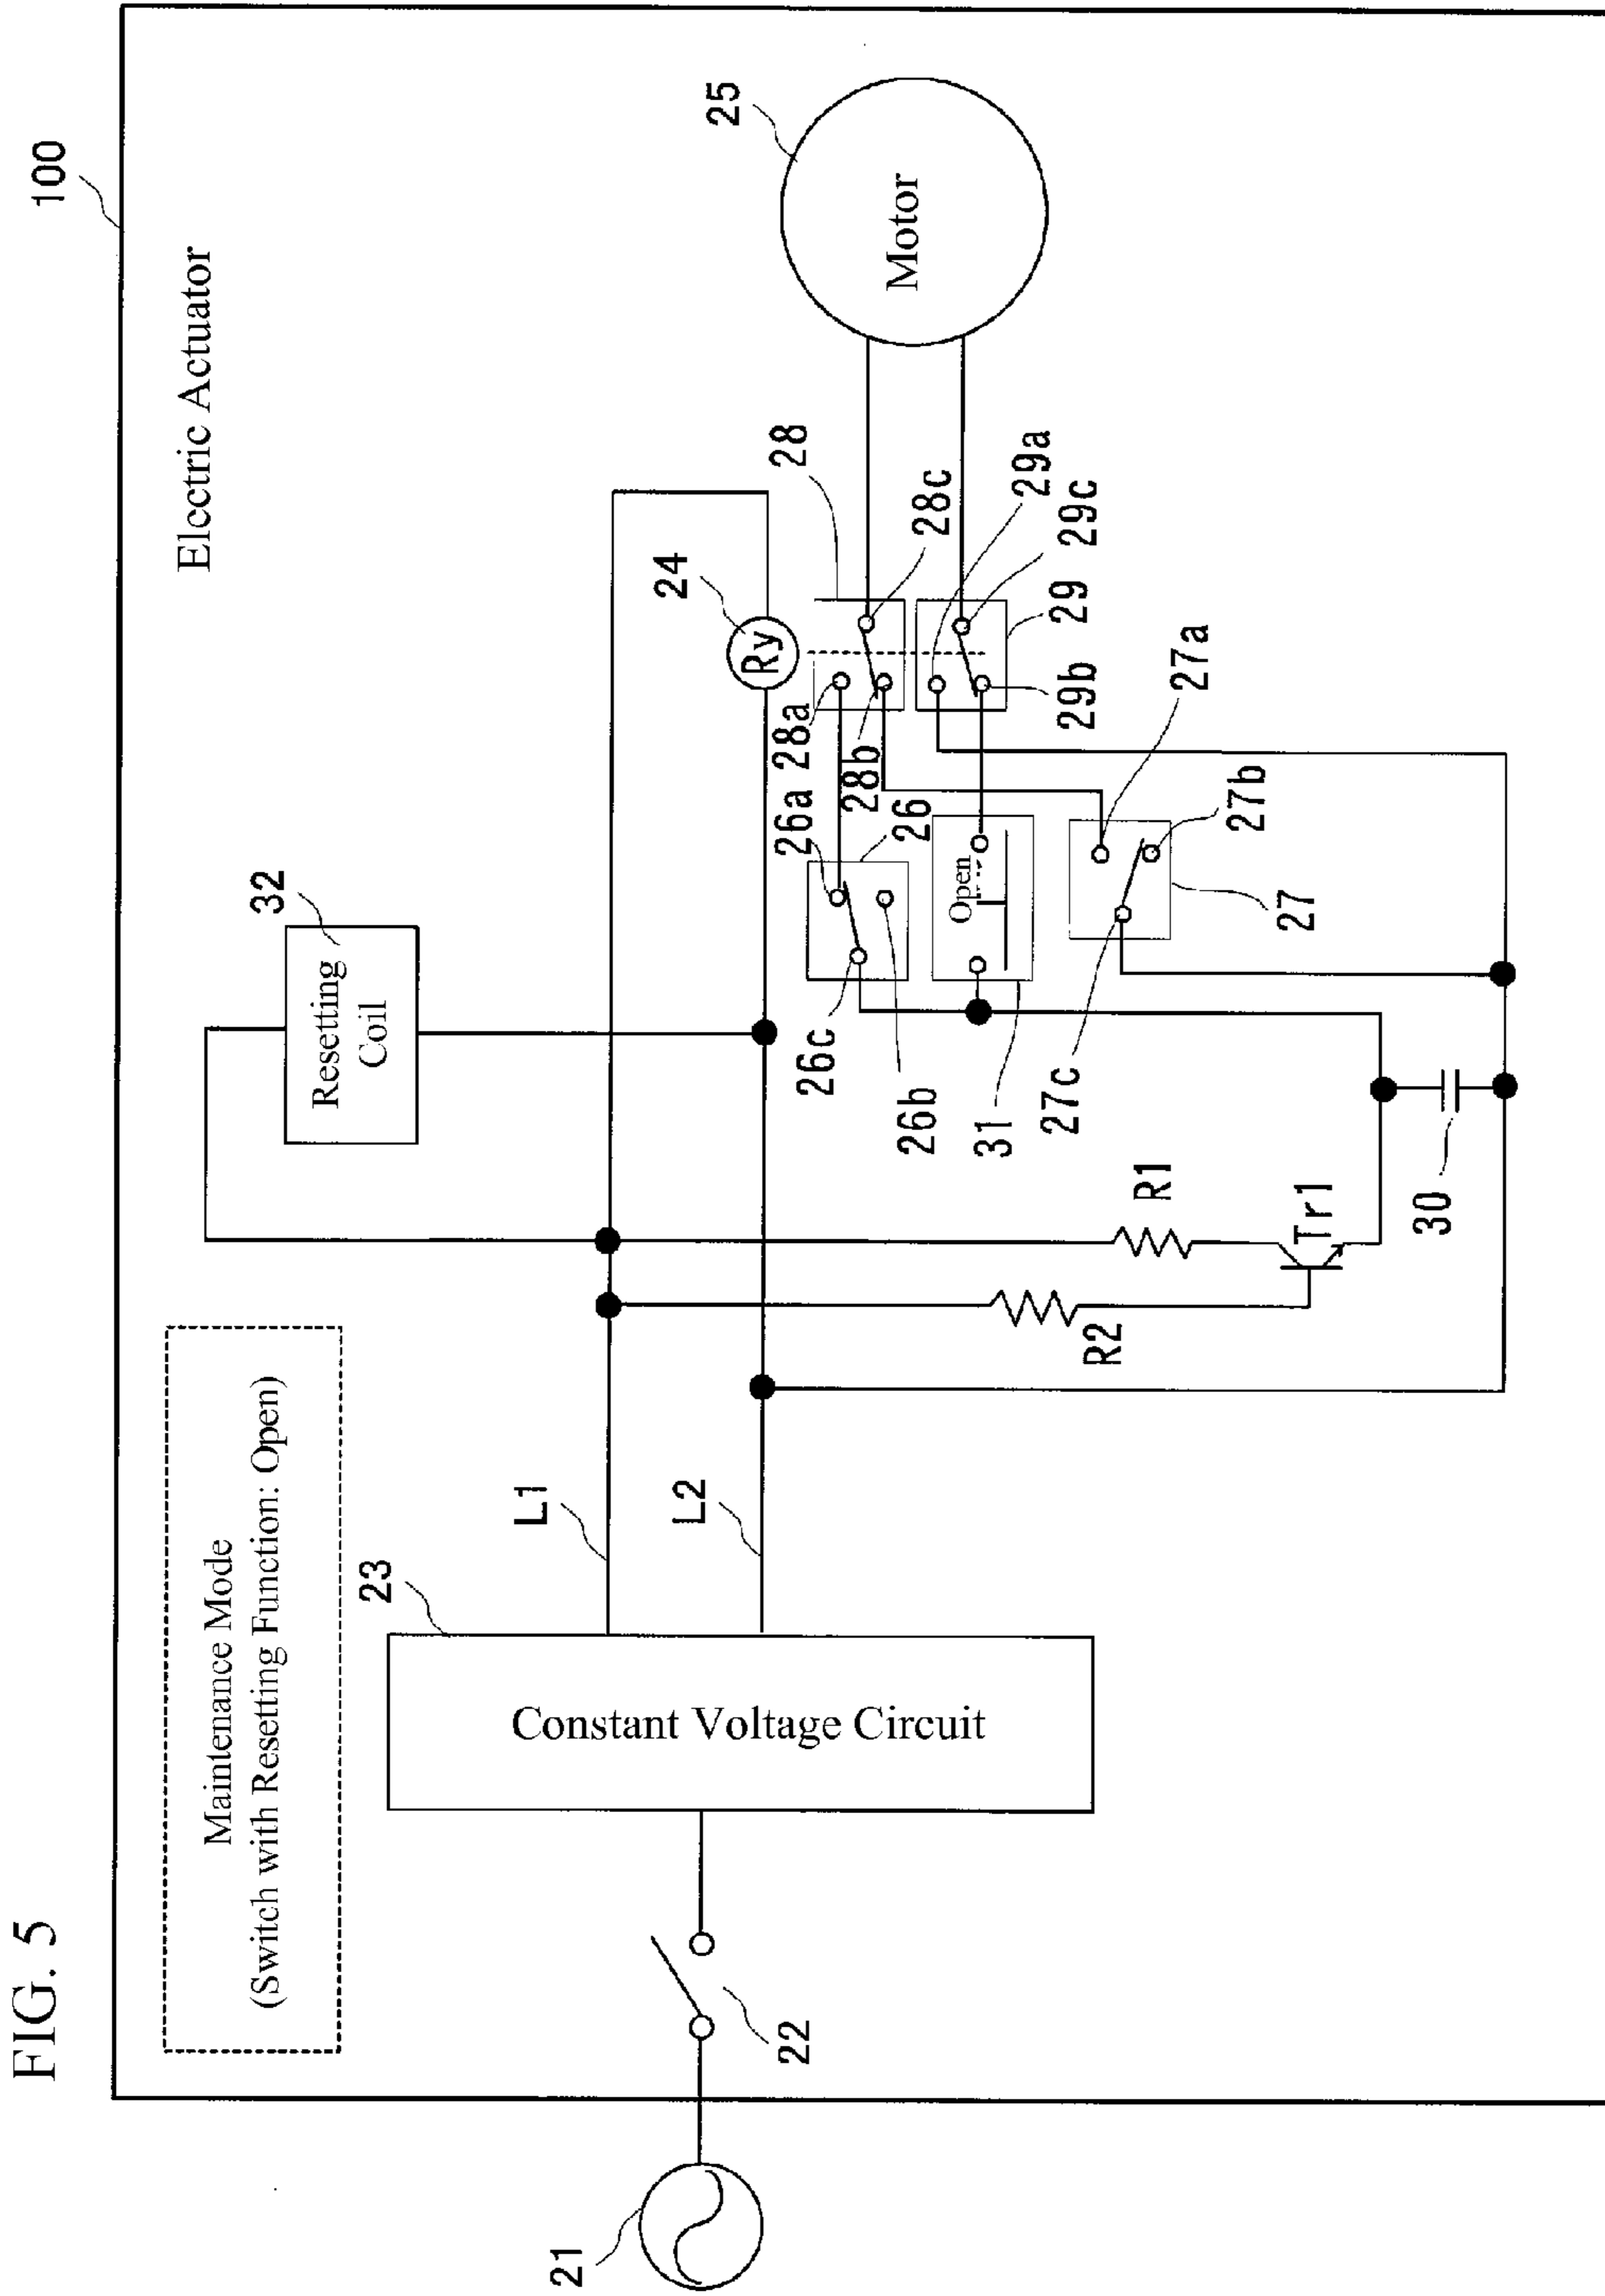 FIG. 5
100
Electric Actuator
Maintenance Mode
(Switch with Resetting Function: Open)
32
Resetting
Coil
23
L1
L2
Constant Voltage Circuit
21
22
24
Ry
25
Motor
28
28a
28b
28c
29
29a
29b
29c
26
26a
26b
26c
Open
31
27
27a
27b
27c
R1
R2
Tr1
30